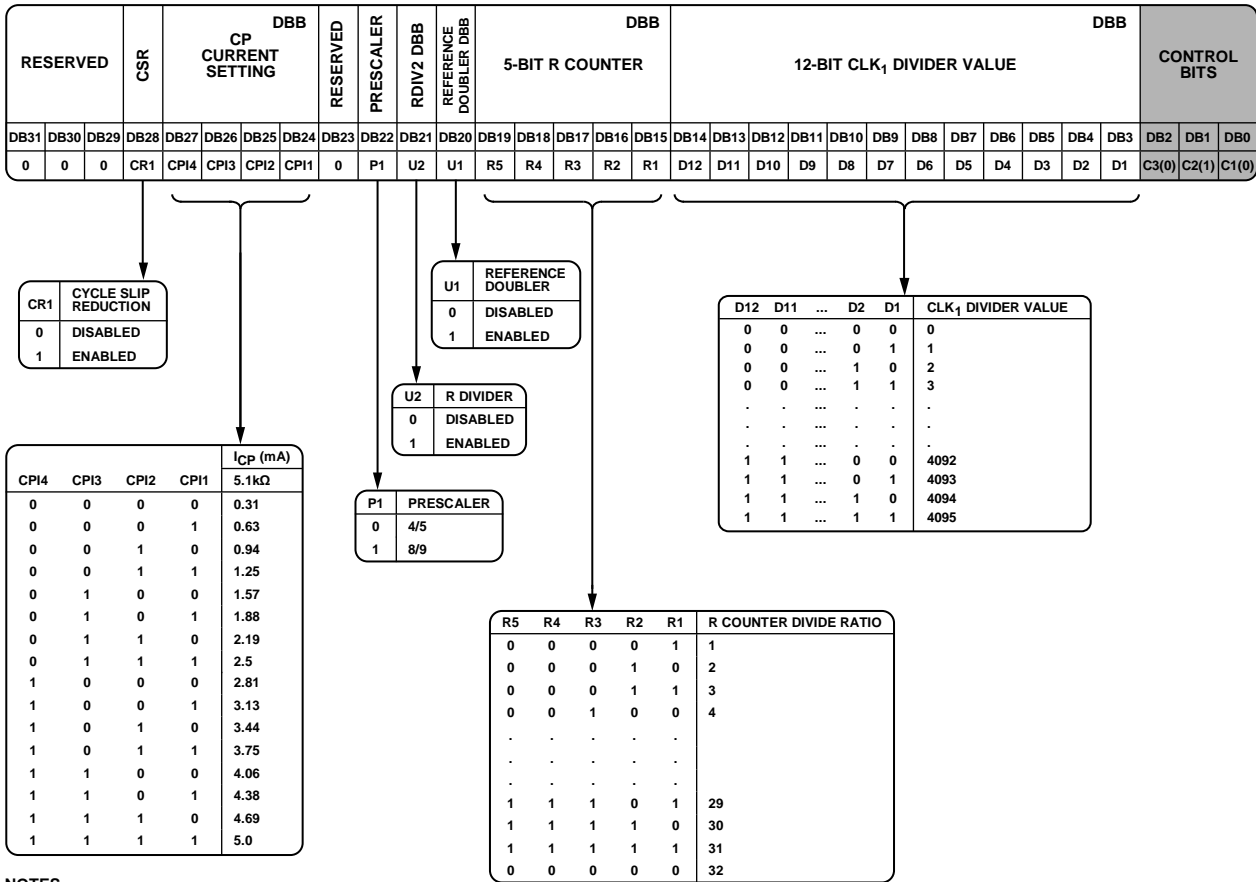 RESERVED
CSR
DBB
CP
CURRENT
SETTING
RESERVED
PRESCALER
RDIV2 DBB
REFERENCE
DOUBLER DBB
DBB
5-BIT R COUNTER
DBB
12-BIT CLK1 DIVIDER VALUE
CONTROL
BITS
DB31 DB30 DB29 DB28 DB27 DB26 DB25 DB24 DB23 DB22 DB21 DB20 DB19 DB18 DB17 DB16 DB15 DB14 DB13 DB12 DB11 DB10 DB9 DB8 DB7 DB6 DB5 DB4 DB3 DB2 DB1 DB0
0 0 0 CR1 CPI4 CPI3 CPI2 CPI1 0 P1 U2 U1 R5 R4 R3 R2 R1 D12 D11 D10 D9 D8 D7 D6 D5 D4 D3 D2 D1 C3(0) C2(1) C1(0)
CR1 CYCLE SLIP
REDUCTION
0 DISABLED
1 ENABLED
U1 REFERENCE
DOUBLER
0 DISABLED
1 ENABLED
U2 R DIVIDER
0 DISABLED
1 ENABLED
P1 PRESCALER
0 4/5
1 8/9
ICP (mA)
CPI4 CPI3 CPI2 CPI1 5.1kΩ
0 0 0 0 0.31
0 0 0 1 0.63
0 0 1 0 0.94
0 0 1 1 1.25
0 1 0 0 1.57
0 1 0 1 1.88
0 1 1 0 2.19
0 1 1 1 2.5
1 0 0 0 2.81
1 0 0 1 3.13
1 0 1 0 3.44
1 0 1 1 3.75
1 1 0 0 4.06
1 1 0 1 4.38
1 1 1 0 4.69
1 1 1 1 5.0
D12 D11 ... D2 D1 CLK1 DIVIDER VALUE
0 0 ... 0 0 0
0 0 ... 0 1 1
0 0 ... 1 0 2
0 0 ... 1 1 3
. . ... . . .
. . ... . . .
. . ... . . .
1 1 ... 0 0 4092
1 1 ... 0 1 4093
1 1 ... 1 0 4094
1 1 ... 1 1 4095
R5 R4 R3 R2 R1 R COUNTER DIVIDE RATIO
0 0 0 0 1 1
0 0 0 1 0 2
0 0 0 1 1 3
0 0 1 0 0 4
. . . . .
. . . . .
. . . . .
1 1 1 0 1 29
1 1 1 1 0 30
1 1 1 1 1 31
0 0 0 0 0 32